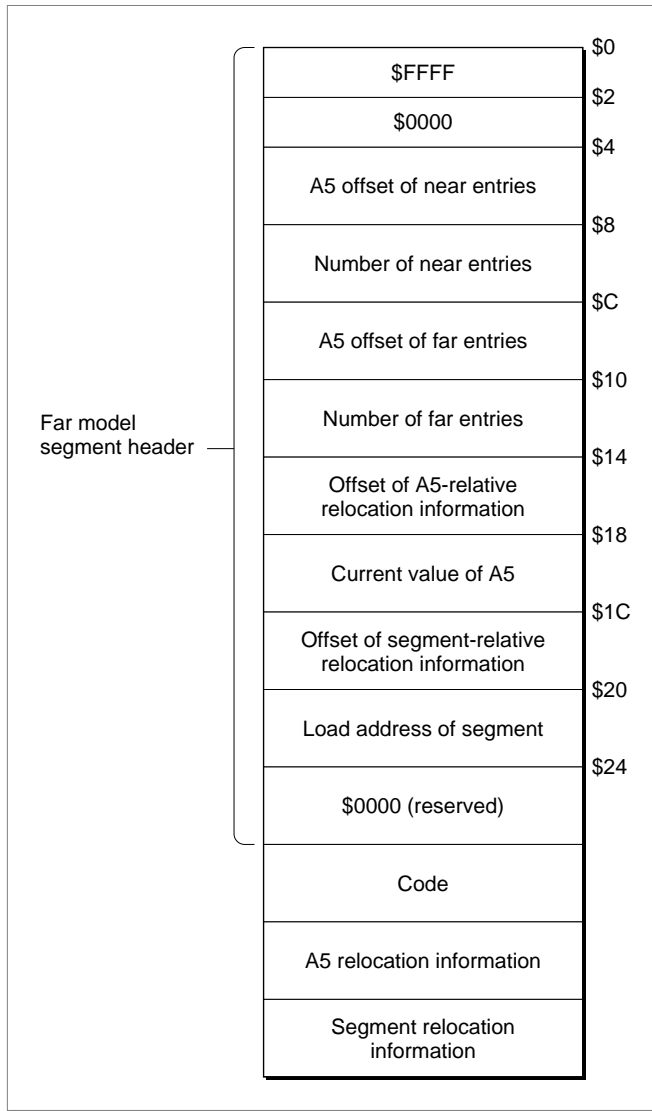 $0
$FFFF
$2
$0000
$4
A5 offset of near entries
$8
Number of near entries
$C
A5 offset of far entries
$10
Number of far entries
Far model
segment header
$14
Offset of A5-relative
relocation information
$18
Current value of A5
$1C
Offset of segment-relative
relocation information
$20
Load address of segment
$24
$0000 (reserved)
Code
A5 relocation information
Segment relocation
information